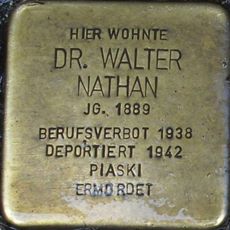 HIER WOHNTE
DR. WALTER
NATHAN
JG. 1889
BERUFSVERBOT 1938
DEPORTIERT 1942
PIASKI
ERMORDET